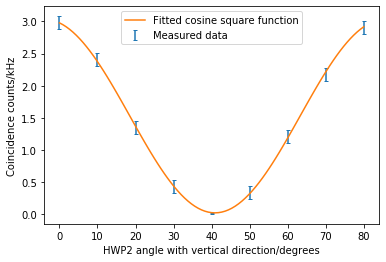 Fitted cosine square function
Measured data
Coincidence counts/kHz
3.0
2.5
2.0
1.5
1.0
0.5
0.0
0 10 20 30 40 50 60 70 80
HWP2 angle with vertical direction/degrees